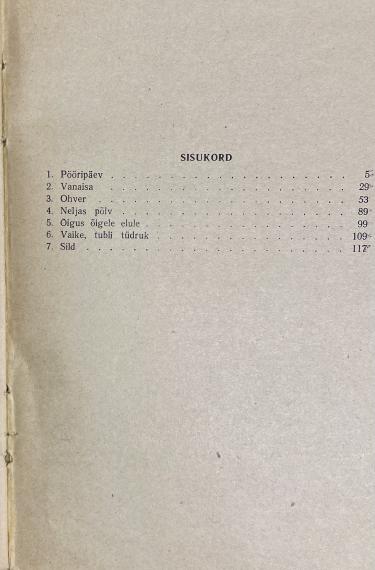 SISUKORD
1. Pööripäev . . . . . . . . . . . . . . . . . . . . 5
2. Vanaisa . . . . . . . . . . . . . . . . . . . . 29
3. Ohver . . . . . . . . . . . . . . . . . . . . 53
4. Neljas põlv . . . . . . . . . . . . . . . . . . . 89
5. Õigus õigele elule . . . . . . . . . . . . . . . . . 99
6. Vaike, tubli tüdruk . . . . . . . . . . . . . . . . 109
7. Sild . . . . . . . . . . . . . . . . . . . . . 117